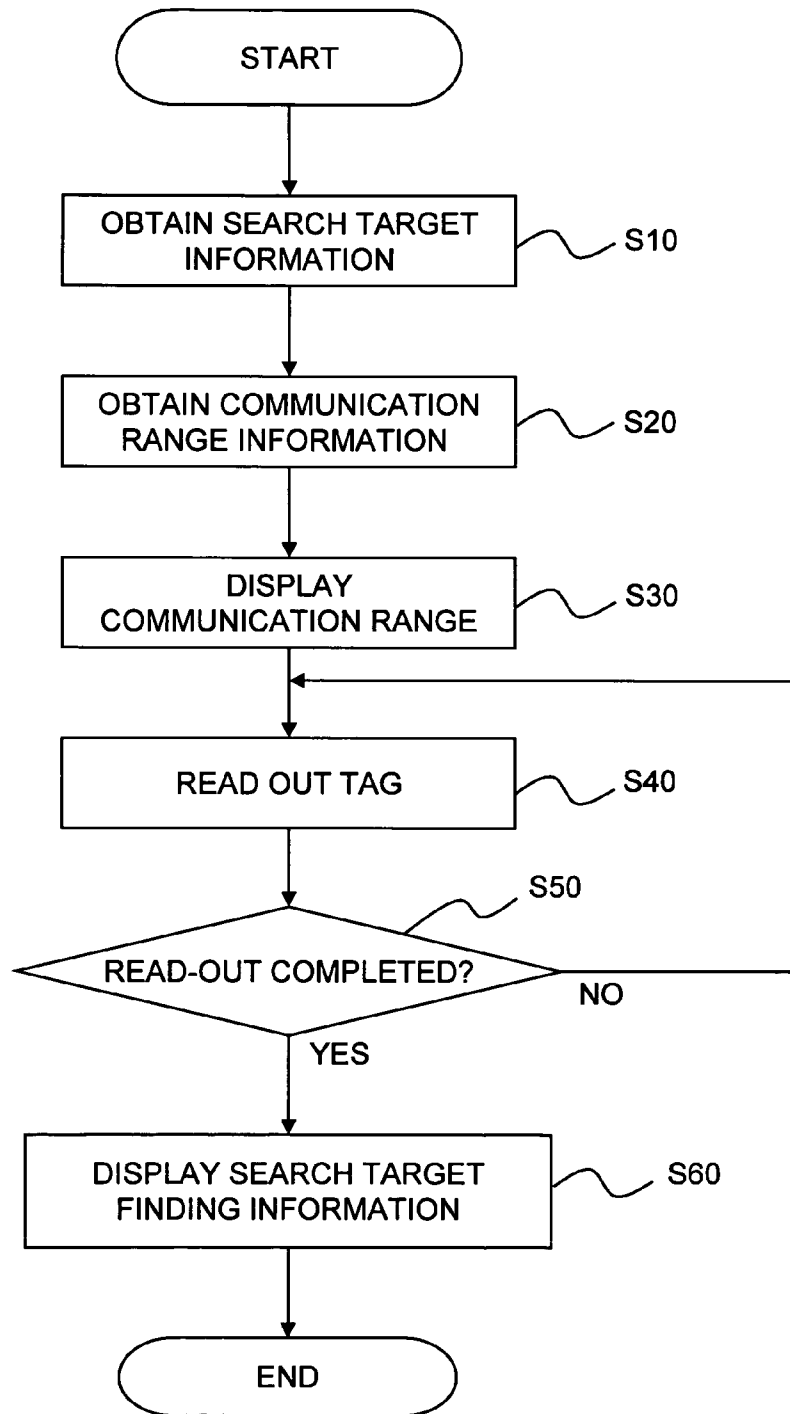 START
OBTAIN SEARCH TARGET
INFORMATION
S10
OBTAIN COMMUNICATION
RANGE INFORMATION
S20
DISPLAY
COMMUNICATION RANGE
S30
READ OUT TAG
S40
S50
READ-OUT COMPLETED?
NO
YES
DISPLAY SEARCH TARGET
FINDING INFORMATION
S60
END